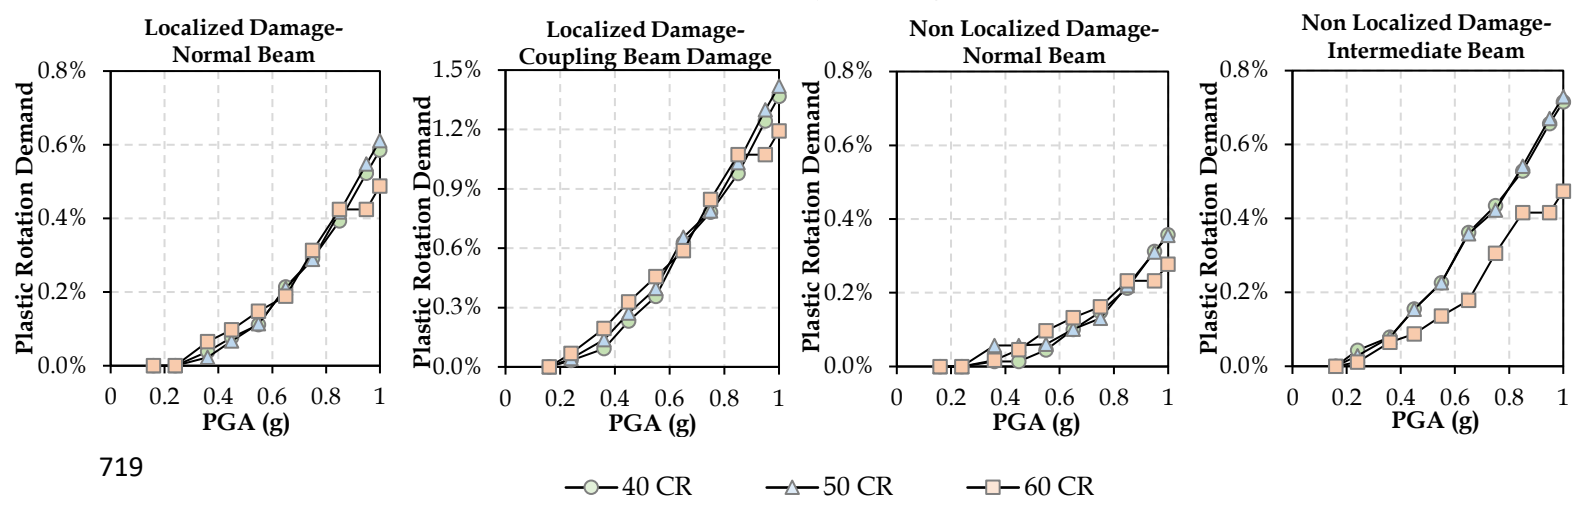 Localized Damage-
Normal Beam
Plastic Rotation Demand
0.8%
0.6%
0.4%
0.2%
0.0%
0 0.2 0.4 0.6 0.8 1
PGA (g)
Localized Damage-
Coupling Beam Damage
Plastic Rotation Demand
1.5%
1.2%
0.9%
0.6%
0.3%
0.0%
0 0.2 0.4 0.6 0.8 1
PGA (g)
Non Localized Damage-
Normal Beam
Plastic Rotation Demand
0.8%
0.6%
0.4%
0.2%
0.0%
0 0.2 0.4 0.6 0.8 1
PGA (g)
Non Localized Damage-
Intermediate Beam
Plastic Rotation Demand
0.8%
0.6%
0.4%
0.2%
0.0%
0 0.2 0.4 0.6 0.8 1
PGA (g)
719
40 CR 50 CR 60 CR